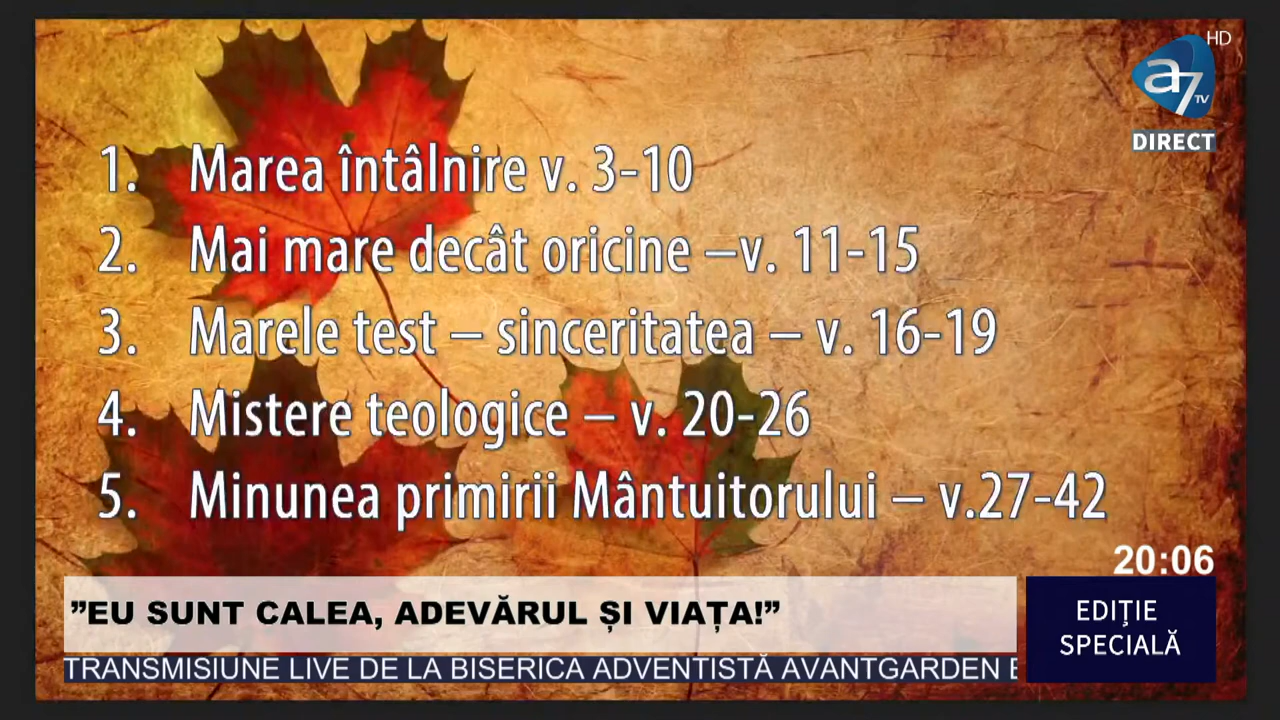 HD
a7 TV
DIRECT
1. Marea întâlnire v. 3-10
2. Mai mare decât oricine –v. 11-15
3. Marele test – sinceritatea – v. 16-19
4. Mistere teologice – v. 20-26
5. Minunea primirii Mântuitorului – v.27-42
20:06
”EU SUNT CALEA, ADEVĂRUL ȘI VIAȚA!”
EDIŢIE
SPECIALĂ
TRANSMISIUNE LIVE DE LA BISERICA ADVENTISTĂ AVANTGARDEN